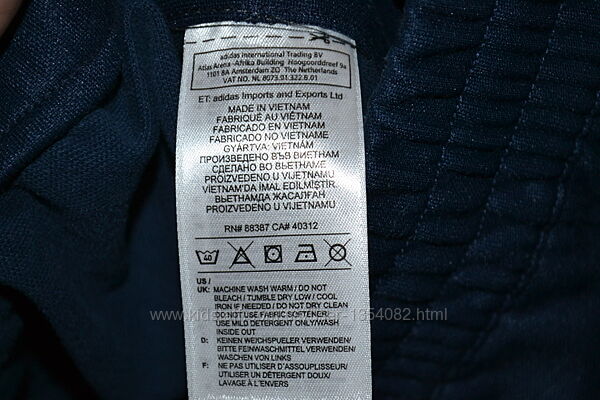 adidas International Trading BV
Atlas Arena -Afrika Building Hoogoorddreef 9a
1101 BA Amsterdam ZO The Netherlands
VAT NO. NL 8073.91.322.B.01
ET: adidas Imports and Exports Ltd
MADE IN VIETNAM
FABRIQUÉ AU VIÊTNAM
FABRICADO EN VIETNAM
FABRICADO NO VIETNAME
GYÁRTVA: VIETNÁM
ПРОИЗВЕДЕНО ВЪВ ВИЕТНАМ
СДЕЛАНО ВО ВЬЕТНАМЕ
PROIZVEDENO U VIJETNAMU
VIETNAM'DA İMAL EDİLMİŞTİR.
ВЬЕТНАМДА ЖАСАЛҒАН
PROIZVEDENO U VIJETNAMU
RN# 88387 CA# 40312
40
US /
UK: MACHINE WASH WARM / DO NOT
BLEACH / TUMBLE DRY LOW / COOL
IRON IF NEEDED / DO NOT DRY CLEAN
DO NOT USE FABRIC SOFTENER/
USE MILD DETERGENT ONLY/WASH
INSIDE OUT
D: KEINEN WEICHSPUELER VERWENDEN/
BITTE FEINWASCHMITTEL VERWENDEN/
WASCHEN VON LINKS
F: NE PAS UTILISER D'ASSOUPLISSEUR/
UTILISER UN DÉTERGENT DOUX/
LAVAGE À L'ENVERS